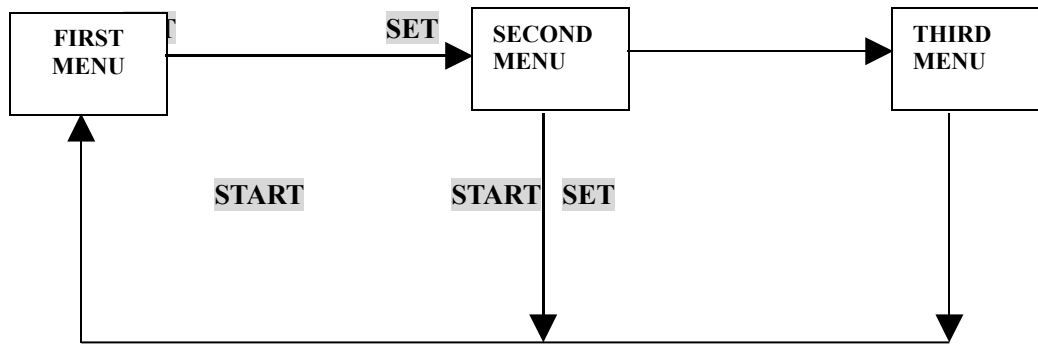 FIRST
MENU
SET
SECOND
MENU
THIRD
MENU
START
START SET